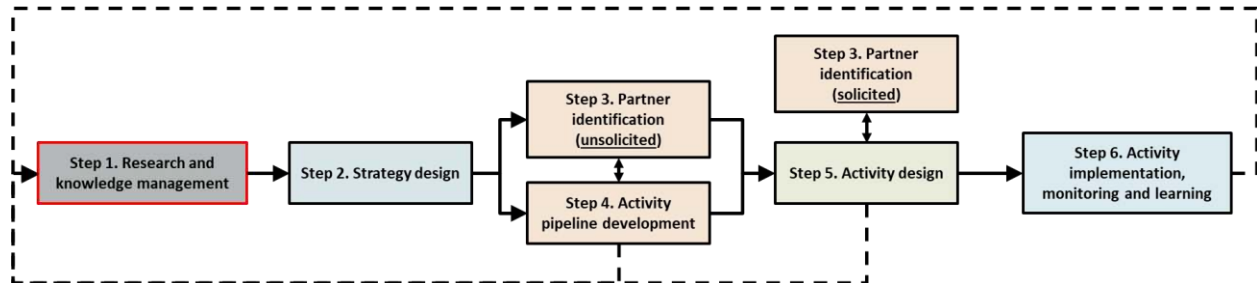 Step 1. Research and
knowledge management
Step 2. Strategy design
Step 3. Partner
identification
(unsolicited)
Step 4. Activity
pipeline development
Step 3. Partner
identification
(solicited)
Step 5. Activity design
Step 6. Activity
implementation,
monitoring and learning